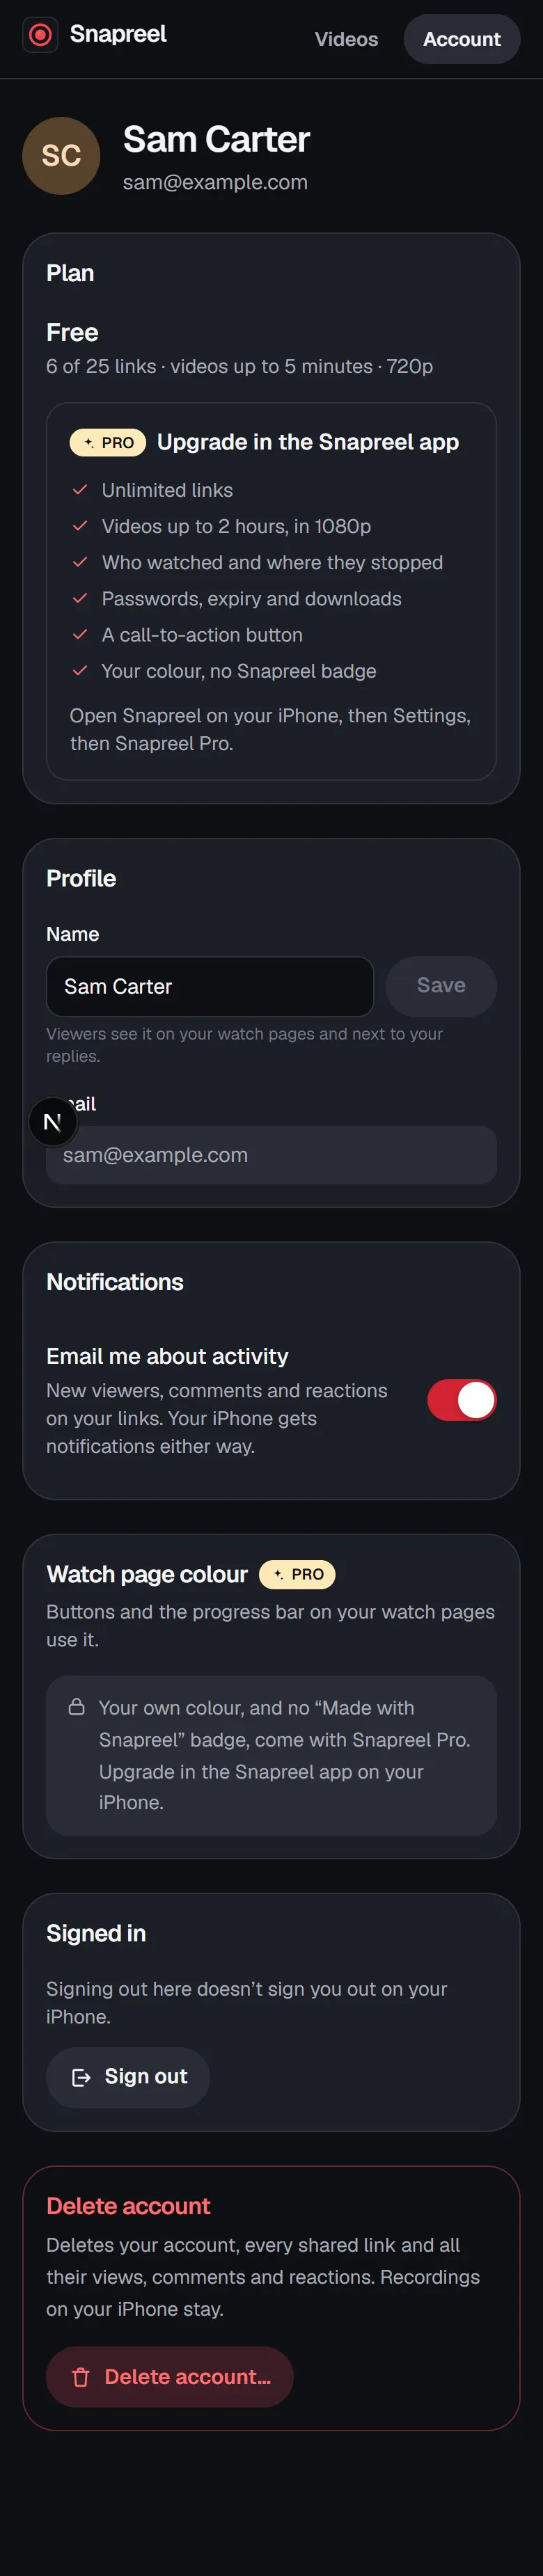 Snapreel
Videos
Account
SC
Sam Carter
sam@example.com
Plan
Free
6 of 25 links · videos up to 5 minutes · 720p
PRO
Upgrade in the Snapreel app
Unlimited links
Videos up to 2 hours, in 1080p
Who watched and where they stopped
Passwords, expiry and downloads
A call-to-action button
Your colour, no Snapreel badge
Open Snapreel on your iPhone, then Settings,
then Snapreel Pro.
Profile
Name
Sam Carter
Save
Viewers see it on your watch pages and next to your
replies.
N
sam@example.com
Notifications
Email me about activity
New viewers, comments and reactions
on your links. Your iPhone gets
notifications either way.
Watch page colour
PRO
Buttons and the progress bar on your watch pages
use it.
Your own colour, and no “Made with
Snapreel” badge, come with Snapreel Pro.
Upgrade in the Snapreel app on your
iPhone.
Signed in
Signing out here doesn’t sign you out on your
iPhone.
Sign out
Delete account
Deletes your account, every shared link and all
their views, comments and reactions. Recordings
on your iPhone stay.
Delete account…